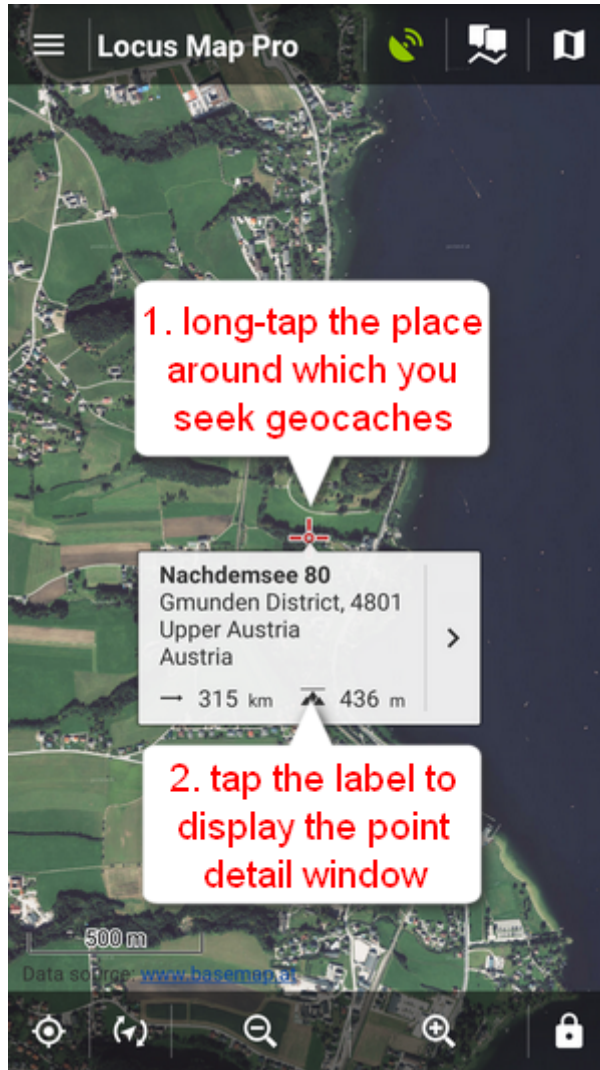 Locus Map Pro
1. long-tap the place
around which you
seek geocaches
Nachdemsee 80
Gmunden District, 4801
Upper Austria
Austria
→ 315 km 436 m
2. tap the label to
display the point
detail window
500 m
Data source: www.basemap.at